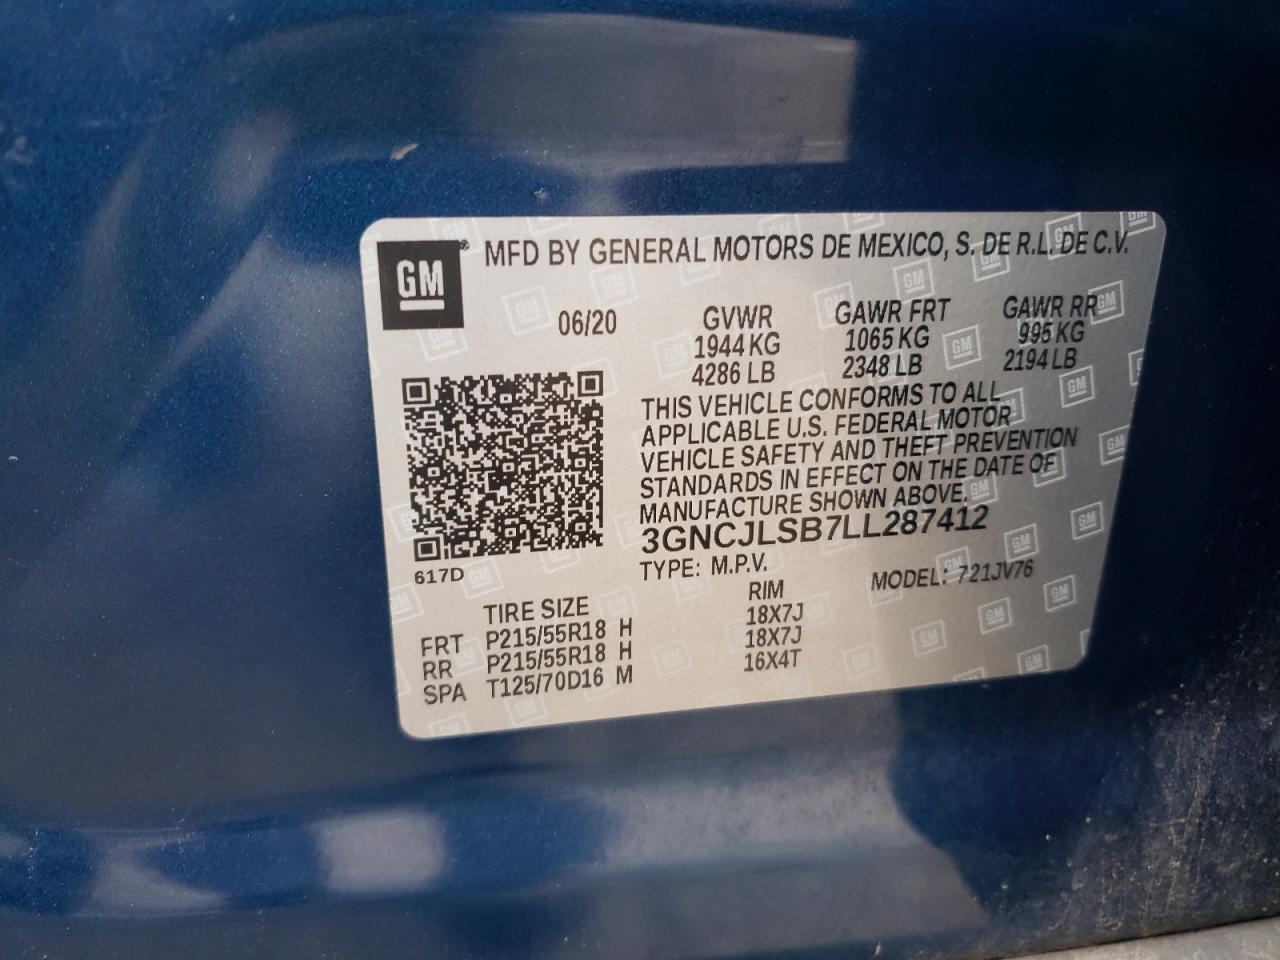 GM® MFD BY GENERAL MOTORS DE MEXICO, S. DE R.L. DE C.V.
06/20 GVWR GAWR FRT GAWR RR
1944 KG 1065 KG 995 KG
4286 LB 2348 LB 2194 LB
THIS VEHICLE CONFORMS TO ALL
APPLICABLE U.S. FEDERAL MOTOR
VEHICLE SAFETY AND THEFT PREVENTION
STANDARDS IN EFFECT ON THE DATE OF
MANUFACTURE SHOWN ABOVE.
3GNCJLSB7LL287412
617D TYPE: M.P.V. MODEL: 721JV76
TIRE SIZE RIM
FRT P215/55R18 H 18X7J
RR P215/55R18 H 18X7J
SPA T125/70D16 M 16X4T